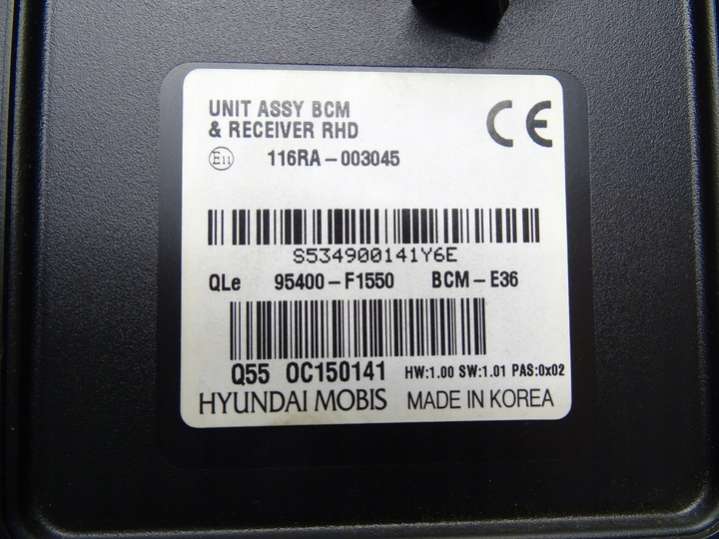 UNIT ASSY BCM
& RECEIVER RHD
CE
E11 116RA-003045
S534900141Y6E
QLe 95400-F1550 BCM-E36
Q55 OC150141 HW:1.00 SW:1.01 PAS:0x02
HYUNDAI MOBIS MADE IN KOREA